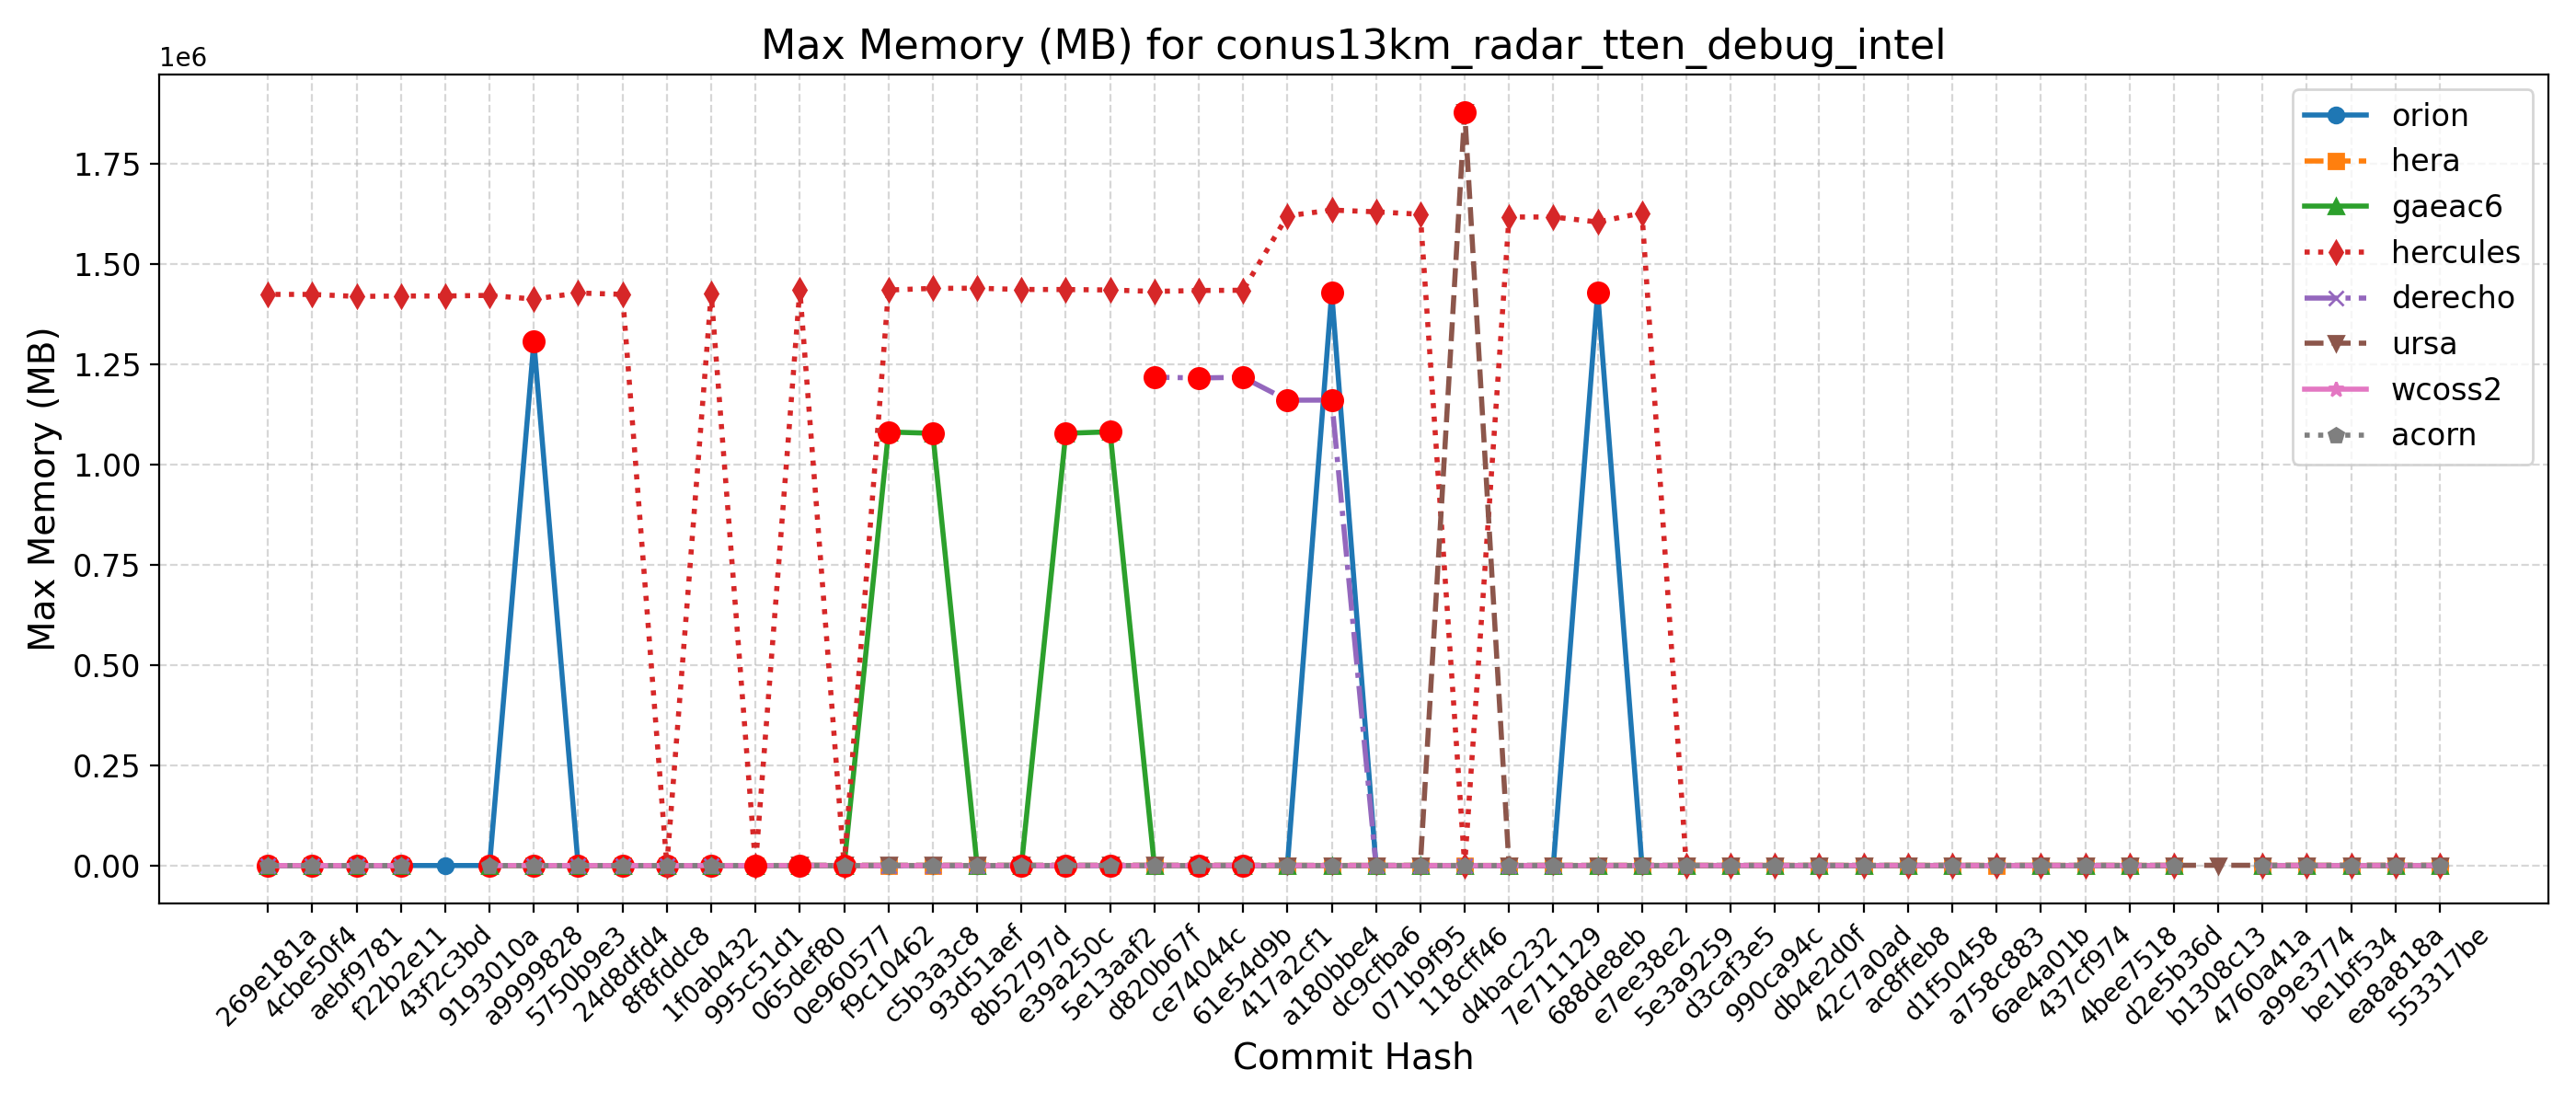 Max Memory (MB) for conus13km_radar_tten_debug_intel
1e6
Max Memory (MB)
1.75
1.50
1.25
1.00
0.75
0.50
0.25
0.00
orion
hera
gaeac6
hercules
derecho
ursa
wcoss2
acorn
269e181a
4cbe50f4
aebf9781
f22b2e11
43f2c3bd
9193010a
a9999828
5750b9e3
24d8dfd4
8f8fddc8
1f0ab432
995c51d1
065def80
0e960577
f9c10462
c5b3a3c8
93d51aef
8b52797d
e39a250c
5e13aaf2
d820b67f
ce74044c
61e54d9b
417a2cf1
a180bbe4
dc9cfba6
071b9f95
118cff46
d4bac232
7e711129
688de8eb
e7ee38e2
5e3a9259
d3caf3e5
990ca94c
db4e2d0f
42c7a0ad
ac8ffeb8
d1f50458
a758c883
6ae4a01b
437cf974
4bee7518
d2e5b36d
b1308c13
4760a41a
a99e3774
be1bf534
ea8a818a
553317be
Commit Hash